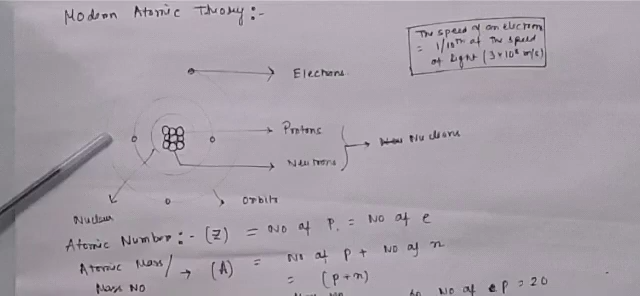 Modern Atomic Theory :-
The speed of an electron
= 1/10th of the speed
of light (3×10⁸ m/s)
Electrons
Protons
Neutrons
Nucleons
Orbits
Nucleus
Atomic Number :- (Z) = No of P. = No of e
Atomic Mass/ → (A) = No of P + No of n
Mass No = (p+n)
No of e p = 20